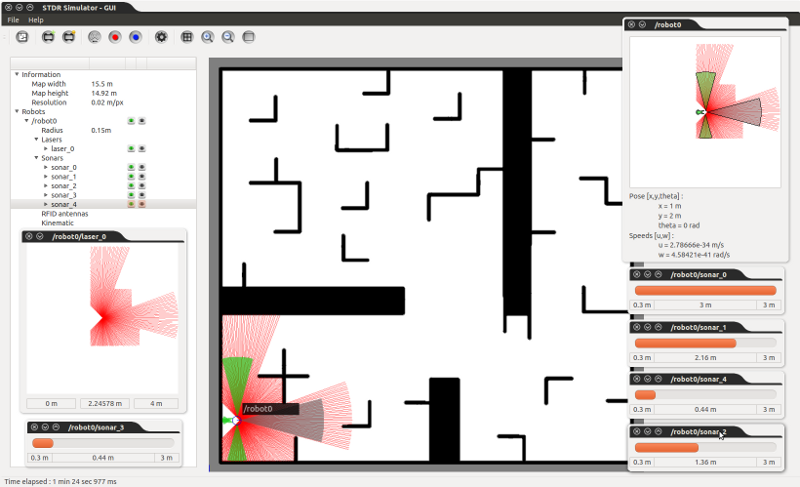 STDR Simulator - GUI
File Help
Information
Map width 15.5 m
Map height 14.92 m
Resolution 0.02 m/px
Robots
/robot0
Radius 0.15m
Lasers
laser_0
Sonars
sonar_0
sonar_1
sonar_2
sonar_3
sonar_4
RFID antennas
Kinematic
/robot0/laser_0
0 m 2.24578 m 4 m
/robot0/sonar_3
0.3 m 0.44 m 3 m
/robot0
/robot0
Pose [x,y,theta] :
x = 1 m
y = 2 m
theta = 0 rad
Speeds [u,w] :
u = 2.78666e-34 m/s
w = 4.58421e-41 rad/s
/robot0/sonar_0
0.3 m 3 m 3 m
/robot0/sonar_1
0.3 m 2.16 m 3 m
/robot0/sonar_4
0.3 m 0.44 m 3 m
/robot0/sonar_2
0.3 m 1.36 m 3 m
Time elapsed : 1 min 24 sec 977 ms